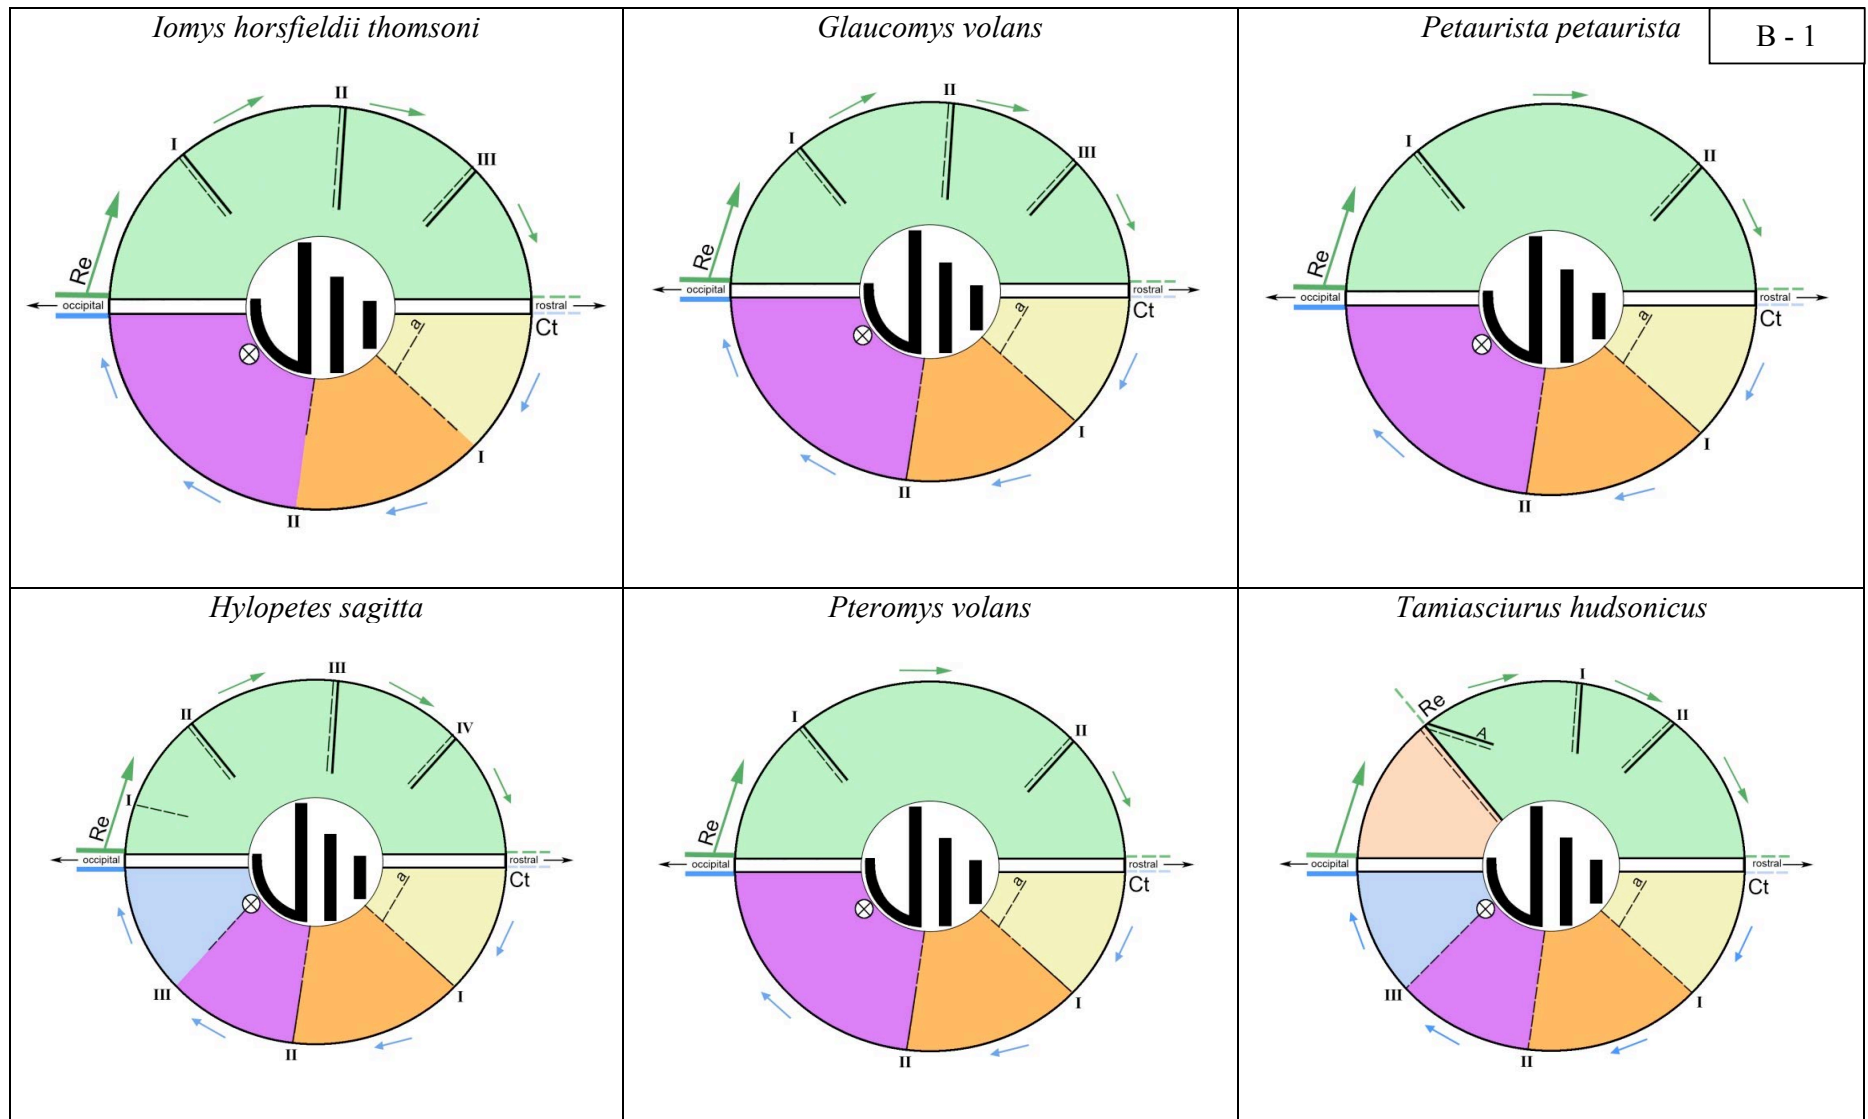 Iomys horsfieldii thomsoni
II
I
III
Re
occipital
rostral
a
Ct
I
II
Glaucomys volans
II
I
III
Re
occipital
rostral
a
Ct
I
II
Petaurista petaurista
B - 1
I
II
Re
occipital
rostral
a
Ct
I
II
Hylopetes sagitta
III
II
IV
I
Re
occipital
rostral
a
Ct
III
I
II
Pteromys volans
I
II
Re
occipital
rostral
a
Ct
I
II
Tamiasciurus hudsonicus
I
Re
II
A
occipital
rostral
a
Ct
III
I
II